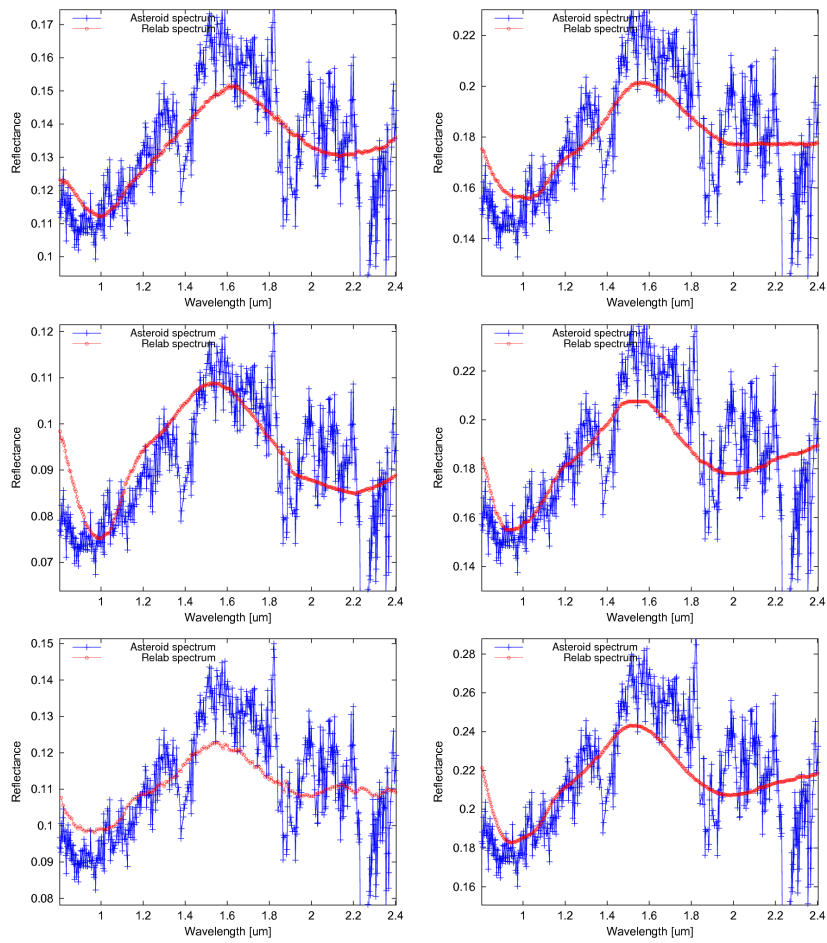 Asteroid spectrum
Relab spectrum
Reflectance
0.17
0.16
0.15
0.14
0.13
0.12
0.11
0.1
1 1.2 1.4 1.6 1.8 2 2.2 2.4
Wavelength [um]
Asteroid spectrum
Relab spectrum
Reflectance
0.22
0.2
0.18
0.16
0.14
1 1.2 1.4 1.6 1.8 2 2.2 2.4
Wavelength [um]
Asteroid spectrum
Relab spectrum
Reflectance
0.12
0.11
0.1
0.09
0.08
0.07
1 1.2 1.4 1.6 1.8 2 2.2 2.4
Wavelength [um]
Asteroid spectrum
Relab spectrum
Reflectance
0.22
0.2
0.18
0.16
0.14
1 1.2 1.4 1.6 1.8 2 2.2 2.4
Wavelength [um]
Asteroid spectrum
Relab spectrum
Reflectance
0.15
0.14
0.13
0.12
0.11
0.1
0.09
0.08
1 1.2 1.4 1.6 1.8 2 2.2 2.4
Wavelength [um]
Asteroid spectrum
Relab spectrum
Reflectance
0.28
0.26
0.24
0.22
0.2
0.18
0.16
1 1.2 1.4 1.6 1.8 2 2.2 2.4
Wavelength [um]